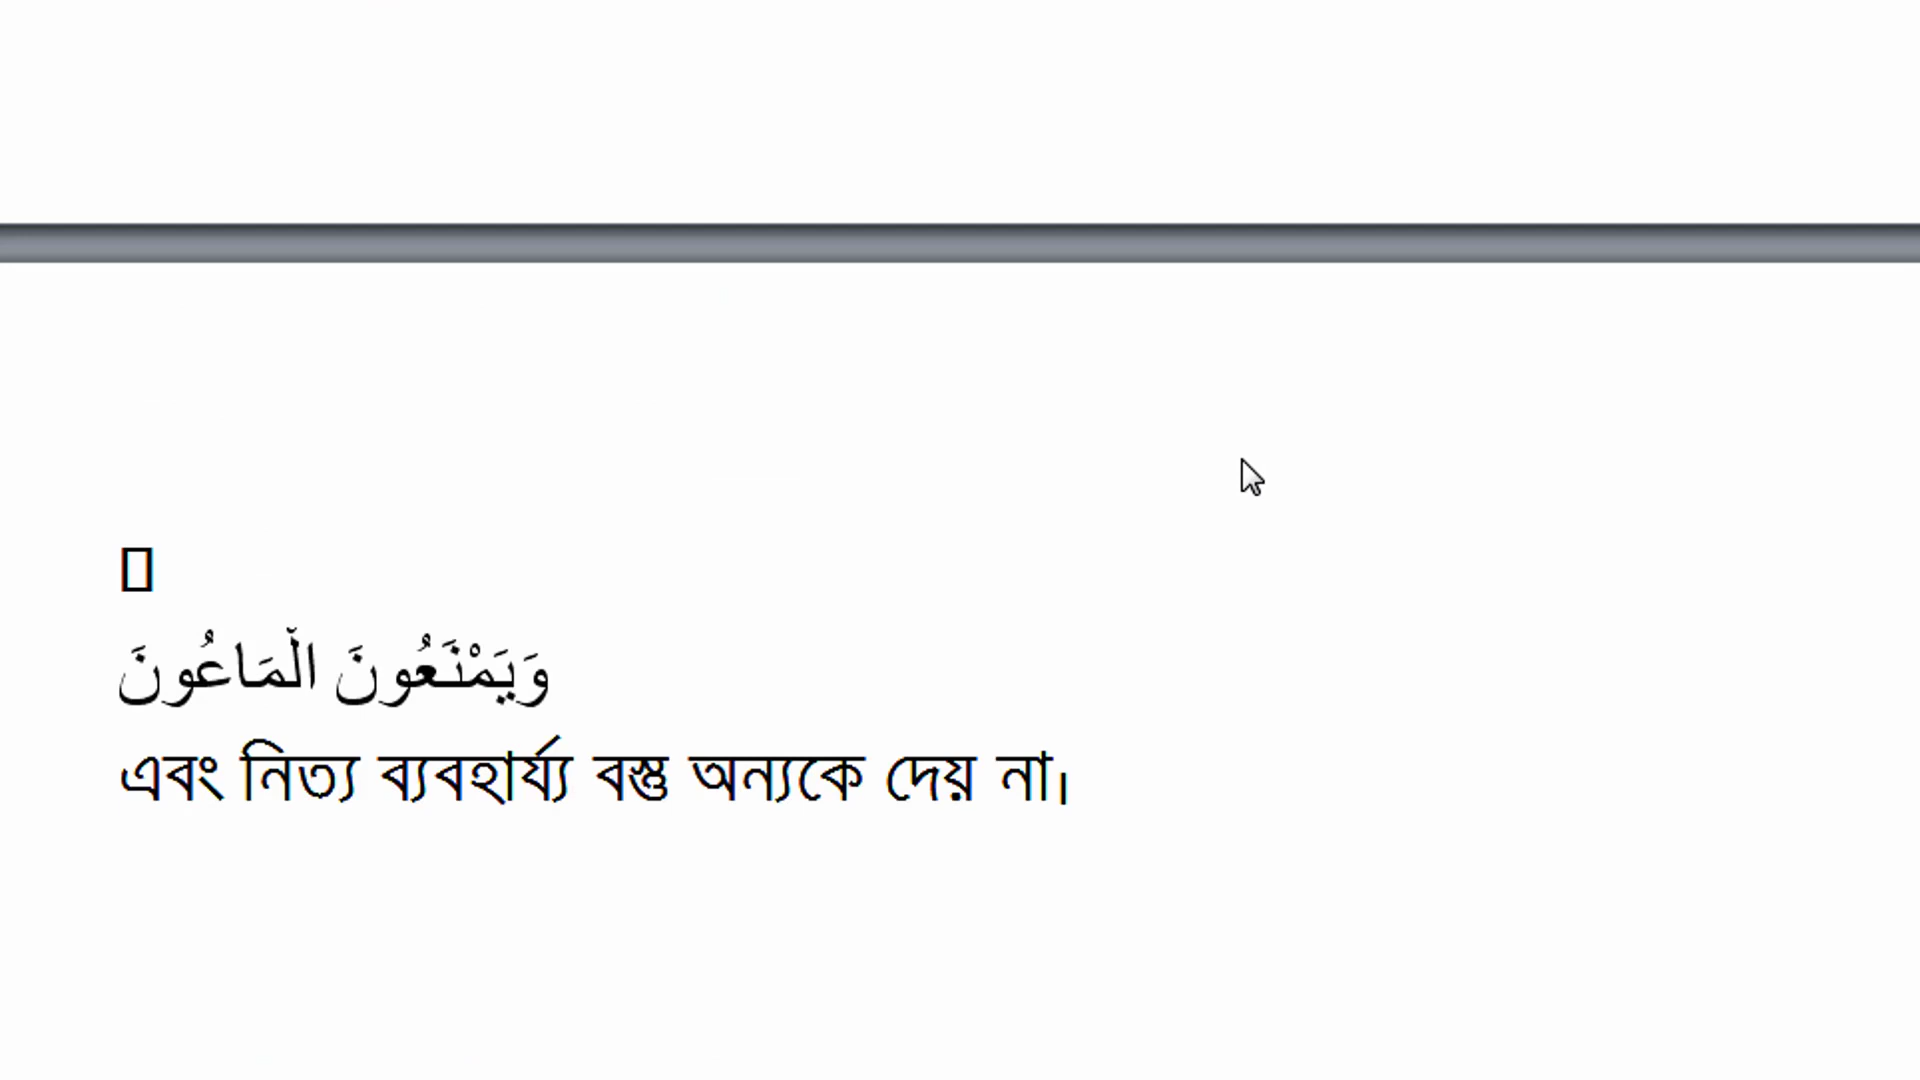 وَيَمْنَعُونَ الْمَاعُونَ
এবং নিত্য ব্যবহার্য্য বস্তু অন্যকে দেয় না।